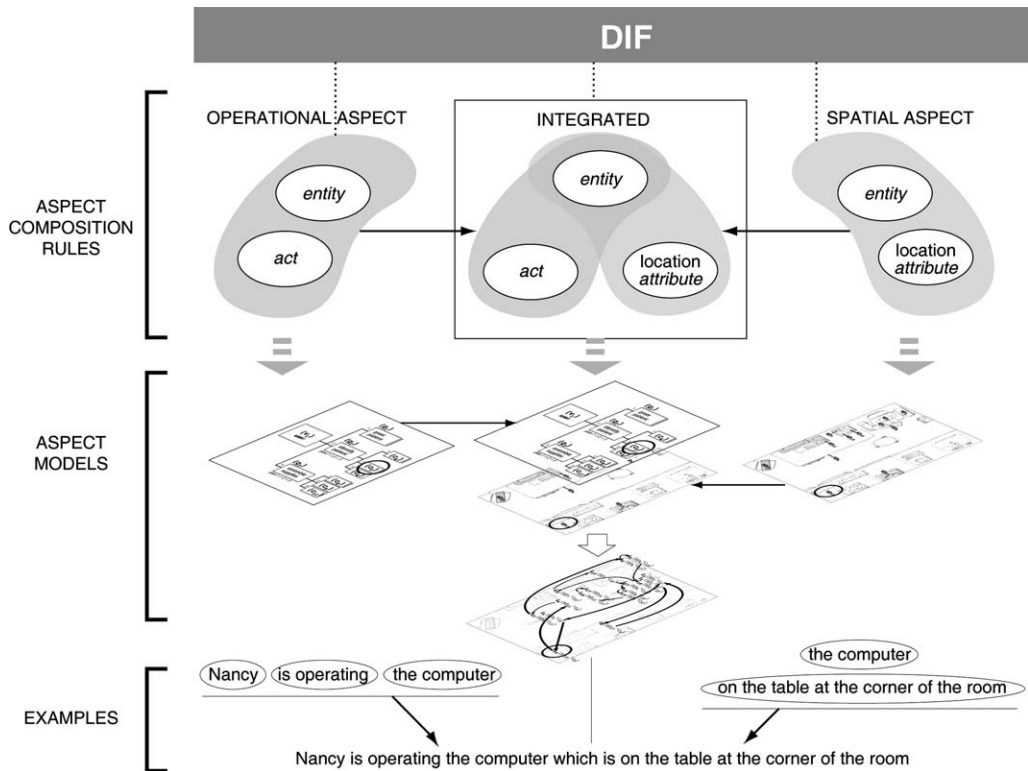 DIF
OPERATIONAL ASPECT
INTEGRATED
SPATIAL ASPECT
ASPECT
COMPOSITION
RULES
entity
act
entity
act
location
attribute
entity
location
attribute
ASPECT
MODELS
EXAMPLES
Nancy is operating the computer
the computer
on the table at the corner of the room
Nancy is operating the computer which is on the table at the corner of the room